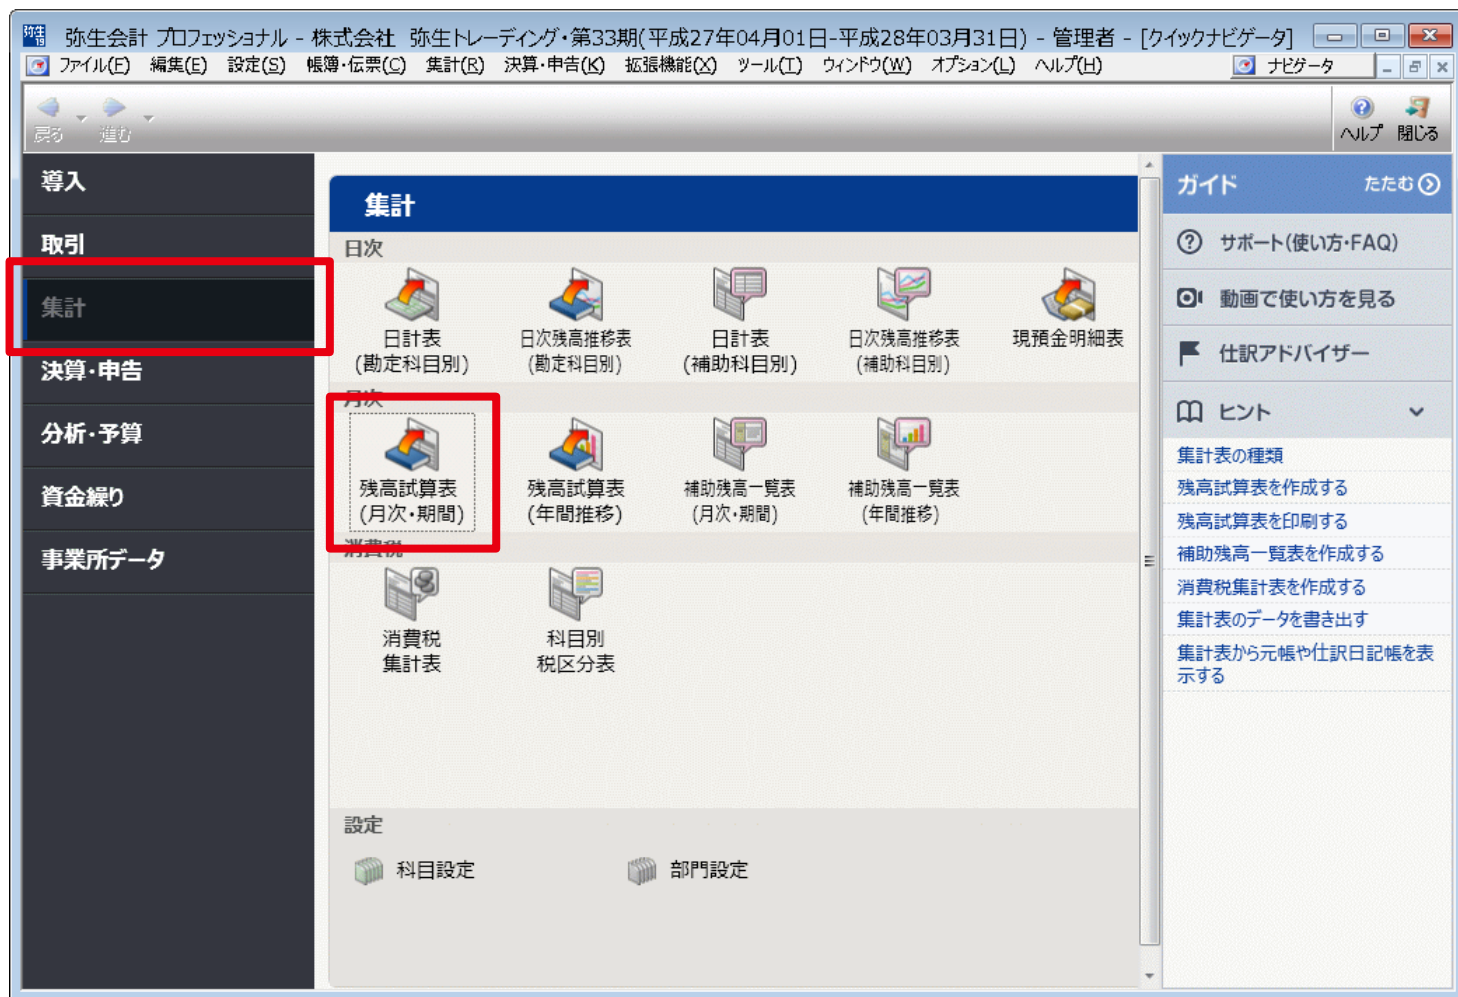 弥生会計 プロフェッショナル - 株式会社 弥生トレーディング・第33期(平成27年04月01日-平成28年03月31日) - 管理者 - [クイックナビゲータ]
ファイル(F) 編集(E) 設定(S) 帳簿・伝票(C) 集計(R) 決算・申告(K) 拡張機能(X) ツール(T) ウィンドウ(W) オプション(L) ヘルプ(H) ナビゲータ
戻る 進む ヘルプ 閉じる
導入
取引
集計
決算・申告
分析・予算
資金繰り
事業所データ
集計
日次
日計表
(勘定科目別)
日次残高推移表
(勘定科目別)
日計表
(補助科目別)
日次残高推移表
(補助科目別)
現預金明細表
月次
残高試算表
(月次・期間)
残高試算表
(年間推移)
補助残高一覧表
(月次・期間)
補助残高一覧表
(年間推移)
消費税
消費税
集計表
科目別
税区分表
設定
科目設定
部門設定
ガイド たたむ
サポート(使い方・FAQ)
動画で使い方を見る
仕訳アドバイザー
ヒント
集計表の種類
残高試算表を作成する
残高試算表を印刷する
補助残高一覧表を作成する
消費税集計表を作成する
集計表のデータを書き出す
集計表から元帳や仕訳日記帳を表
示する